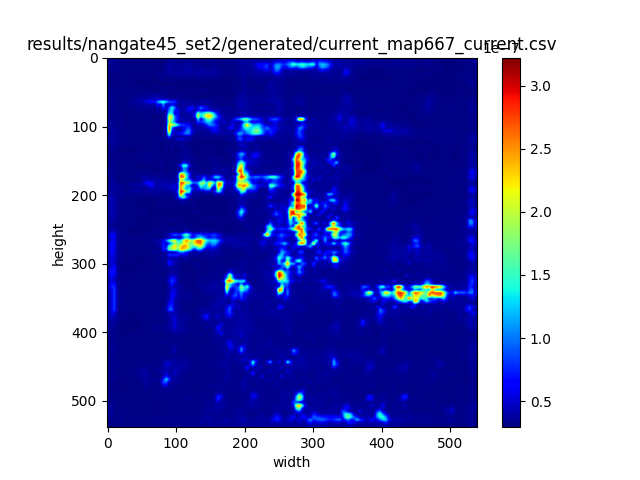 results/nangate45_set2/generated/current_map667_current.csv
1e−7
0
100
200
300
400
500
height
0 100 200 300 400 500
width
3.0
2.5
2.0
1.5
1.0
0.5